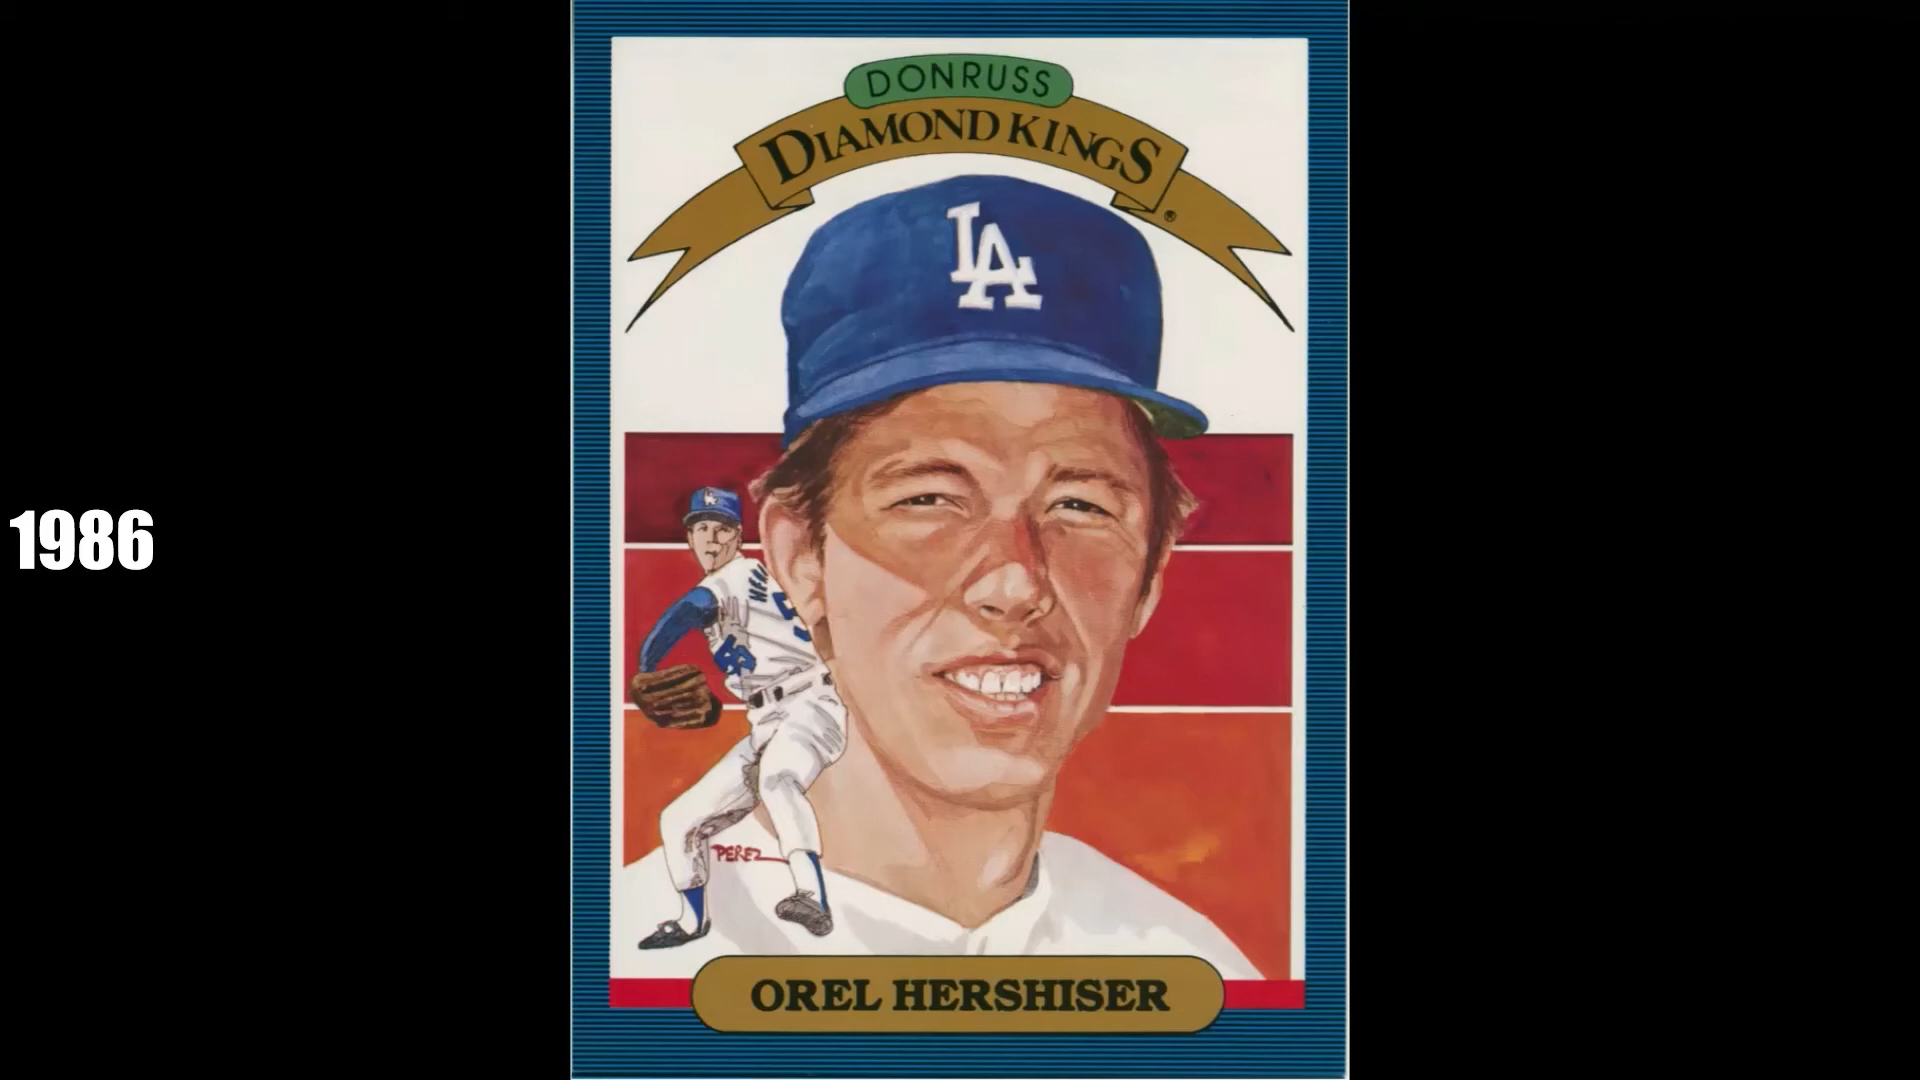 DONRUSS
DIAMOND KINGS
®
LA
1986
PEREZ
OREL HERSHISER